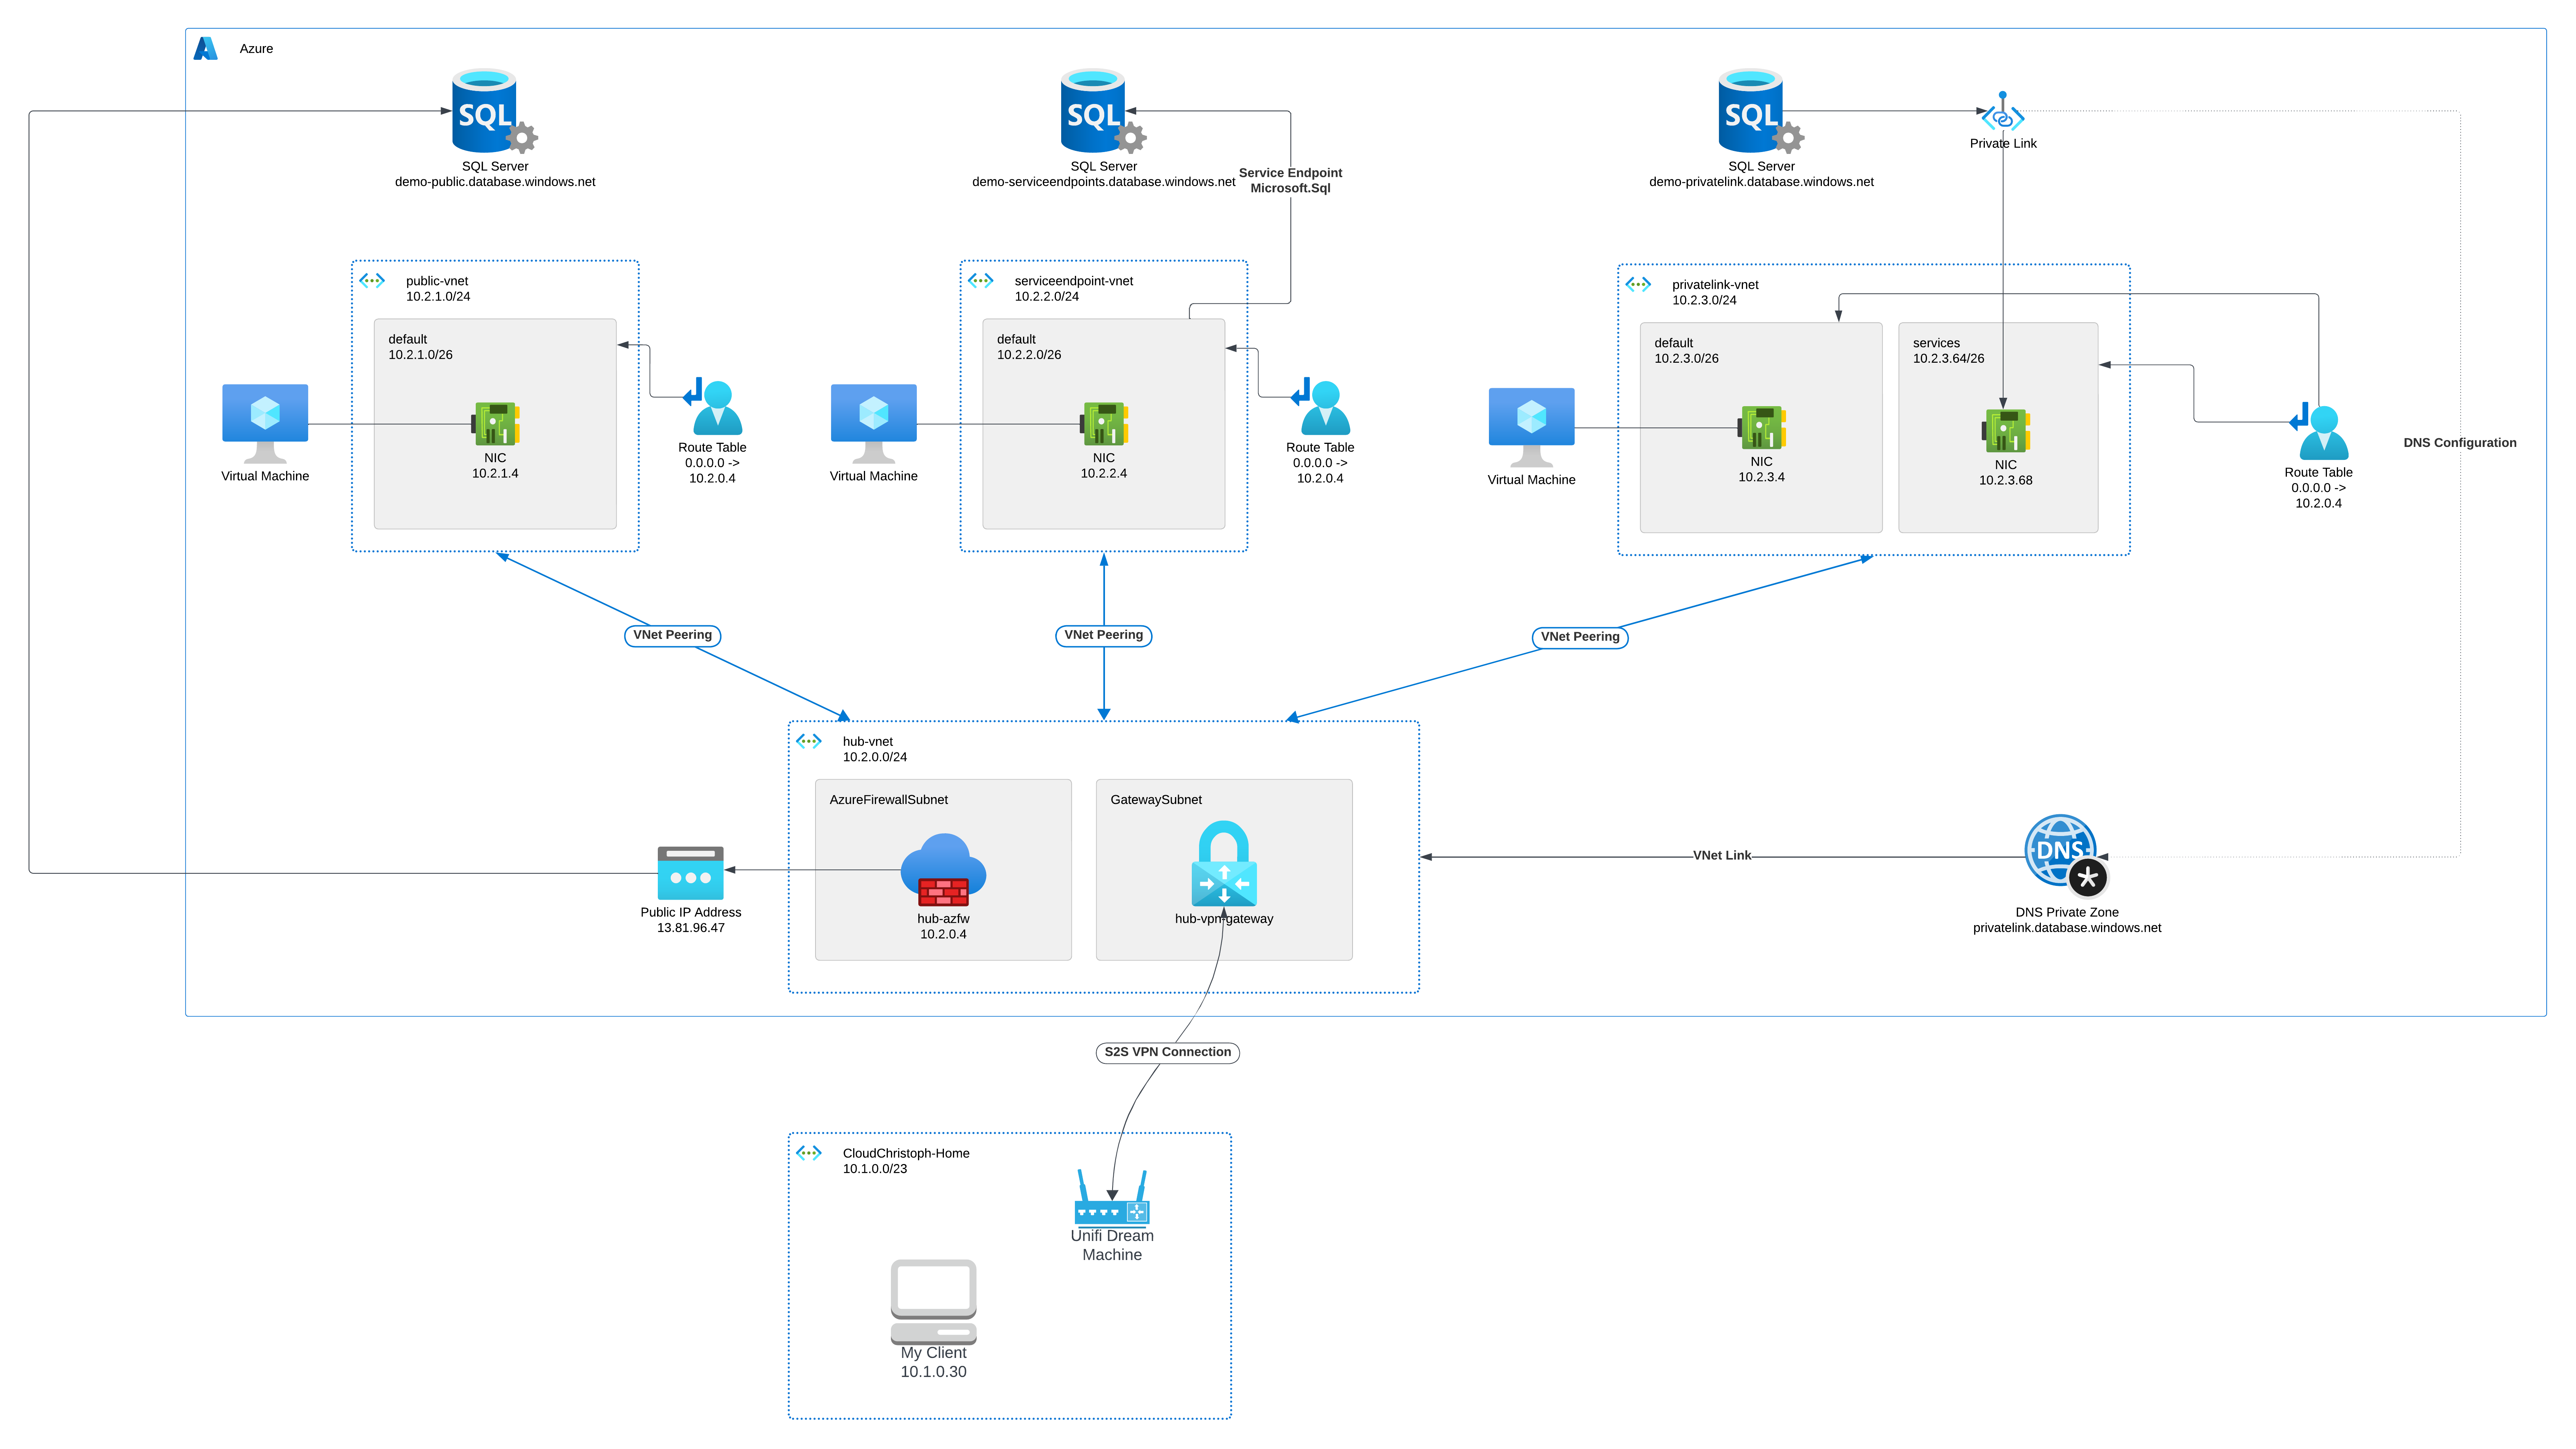 Azure
SQL
SQL Server
demo-public.database.windows.net
SQL
SQL Server
demo-serviceendpoints.database.windows.net
Service Endpoint
Microsoft.Sql
SQL
SQL Server
demo-privatelink.database.windows.net
Private Link
public-vnet
10.2.1.0/24
default
10.2.1.0/26
Virtual Machine
NIC
10.2.1.4
Route Table
0.0.0.0 ->
10.2.0.4
serviceendpoint-vnet
10.2.2.0/24
default
10.2.2.0/26
Virtual Machine
NIC
10.2.2.4
Route Table
0.0.0.0 ->
10.2.0.4
privatelink-vnet
10.2.3.0/24
default
10.2.3.0/26
services
10.2.3.64/26
Virtual Machine
NIC
10.2.3.4
NIC
10.2.3.68
Route Table
0.0.0.0 ->
10.2.0.4
DNS Configuration
VNet Peering
VNet Peering
VNet Peering
hub-vnet
10.2.0.0/24
AzureFirewallSubnet
GatewaySubnet
Public IP Address
13.81.96.47
hub-azfw
10.2.0.4
hub-vpn-gateway
VNet Link
DNS
DNS Private Zone
privatelink.database.windows.net
S2S VPN Connection
CloudChristoph-Home
10.1.0.0/23
Unifi Dream
Machine
My Client
10.1.0.30